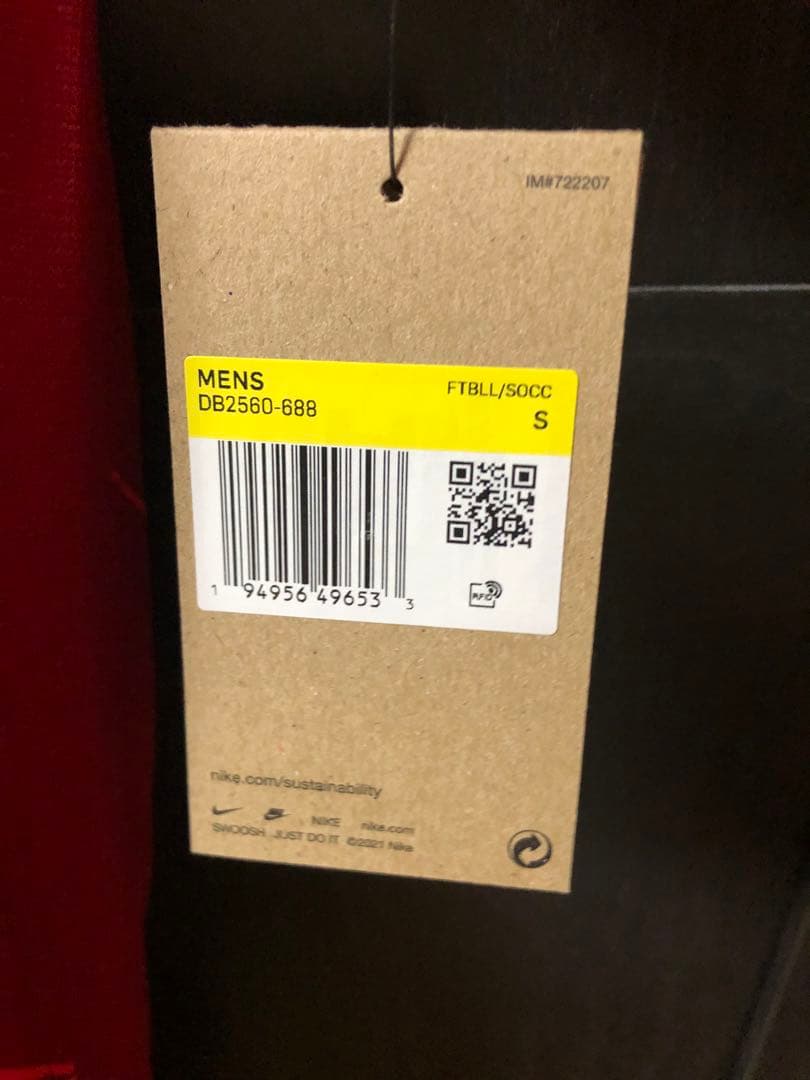 IM#722207
MENS
FTBLL/SOCC
DB2560-688
S
1 94956 49653 3
RFID
nike.com/sustainability
NIKE nike.com
SWOOSH JUST DO IT ©2021 Nike